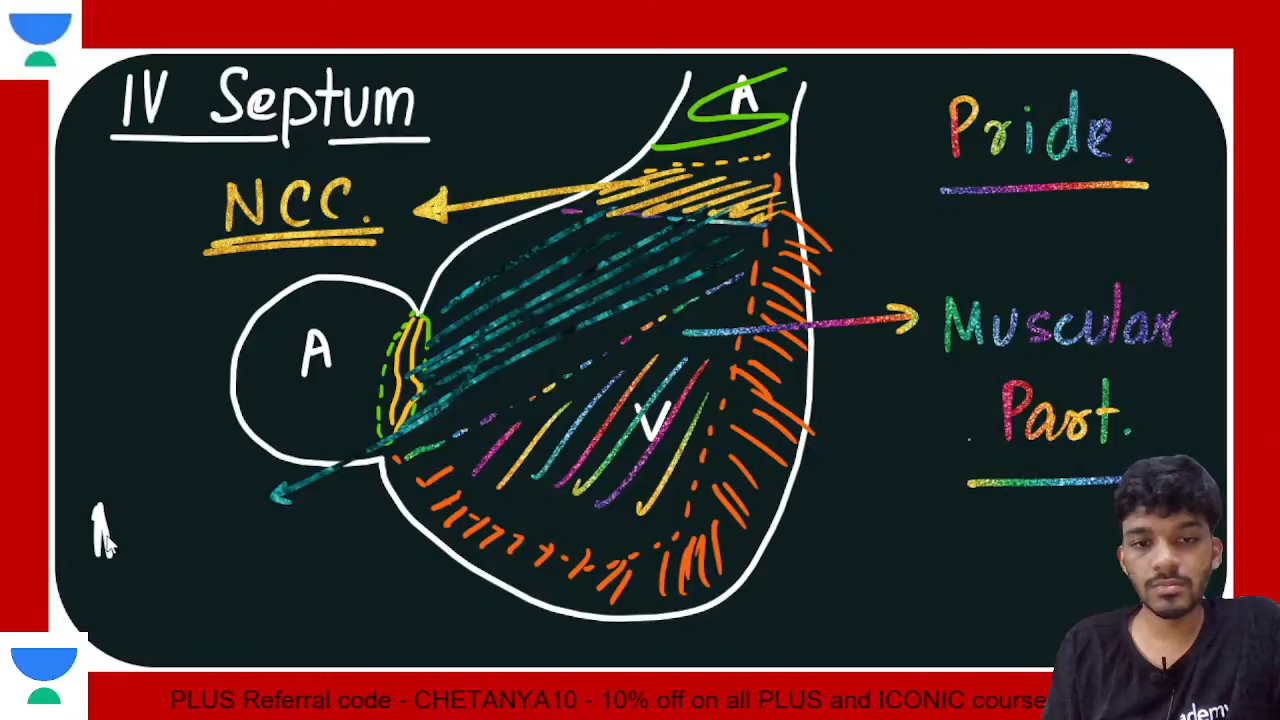 IV Septum
A
Pride.
NCC.
A
Muscular
Part.
V
PLUS Referral code - CHETANYA10 - 10% off on all PLUS and ICONIC course